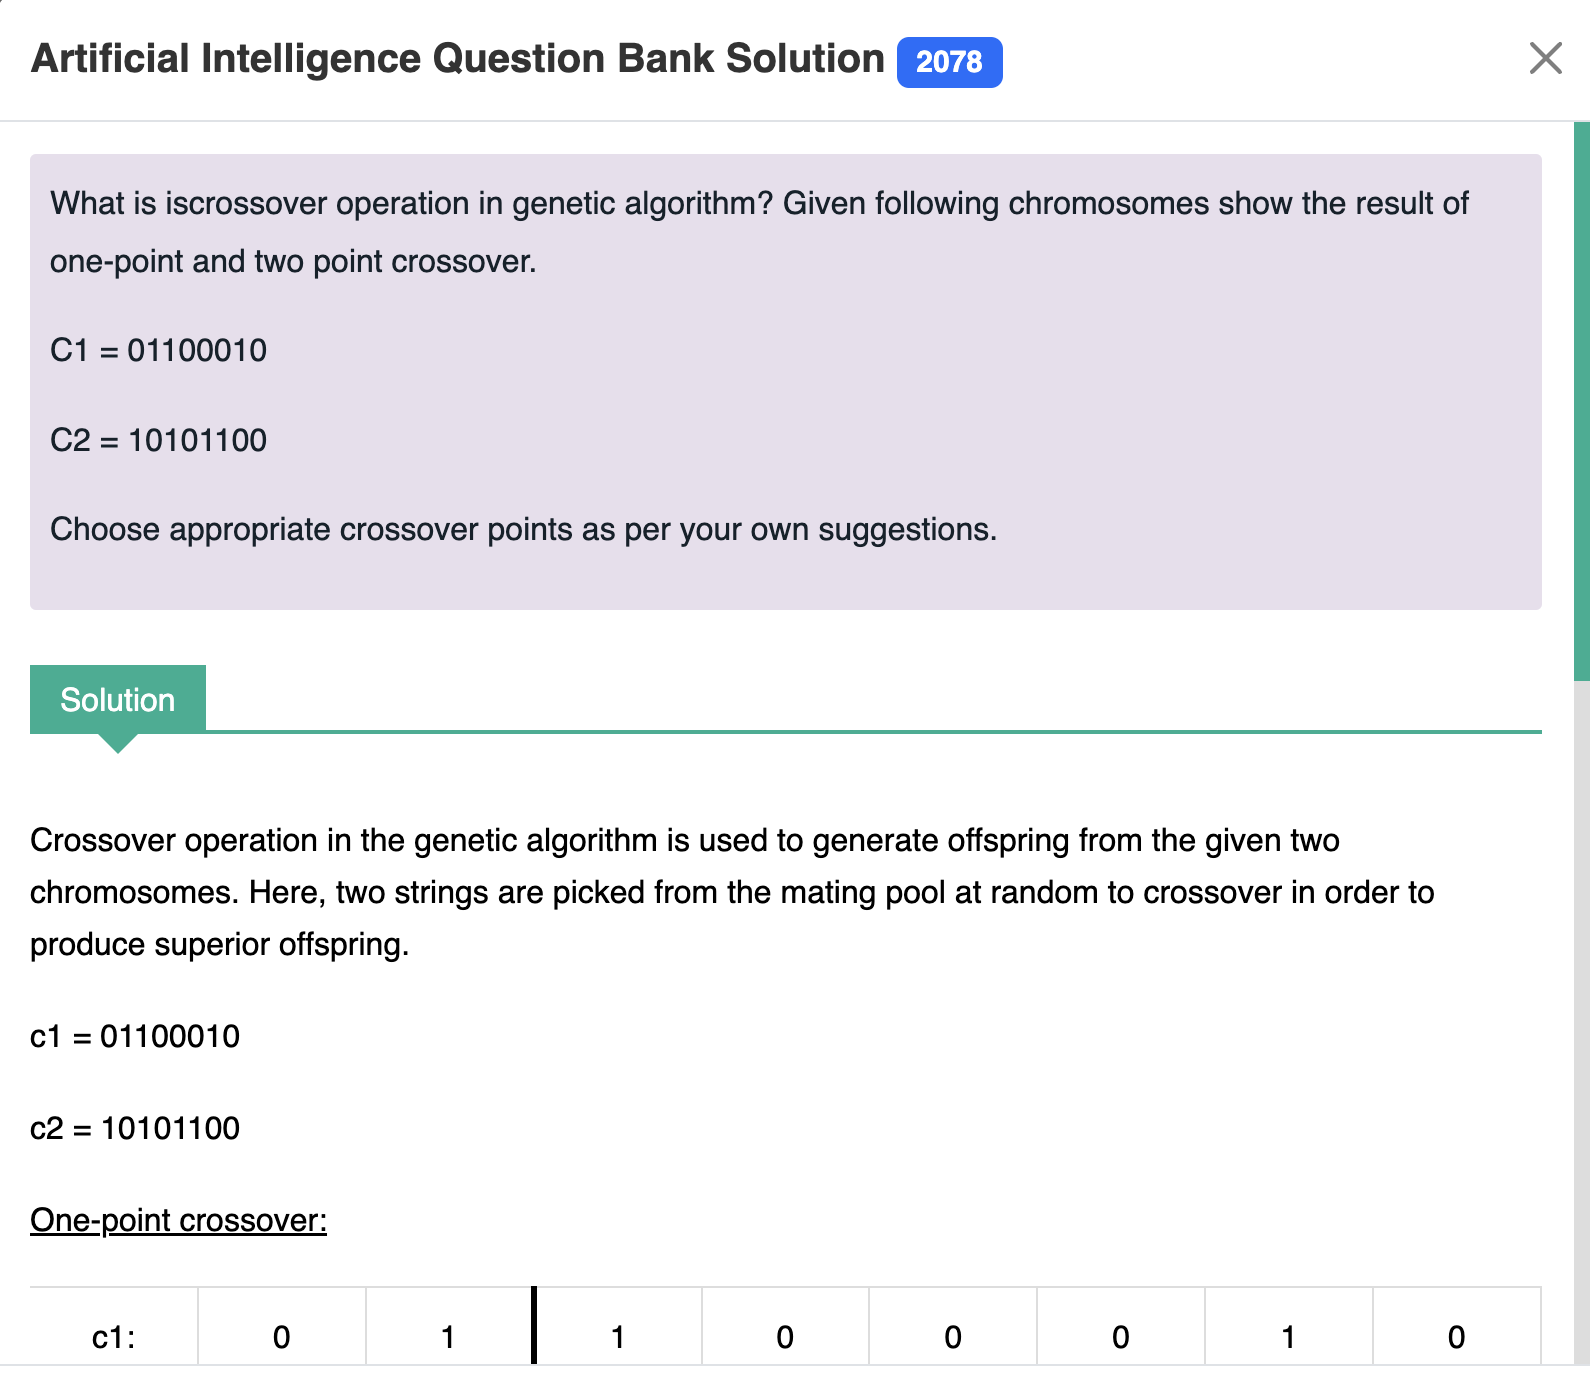 Artificial Intelligence Question Bank Solution 2078
What is iscrossover operation in genetic algorithm? Given following chromosomes show the result of
one-point and two point crossover.
C1 = 01100010
C2 = 10101100
Choose appropriate crossover points as per your own suggestions.
Solution
Crossover operation in the genetic algorithm is used to generate offspring from the given two
chromosomes. Here, two strings are picked from the mating pool at random to crossover in order to
produce superior offspring.
c1 = 01100010
c2 = 10101100
One-point crossover:
c1: 0 1 1 0 0 0 1 0